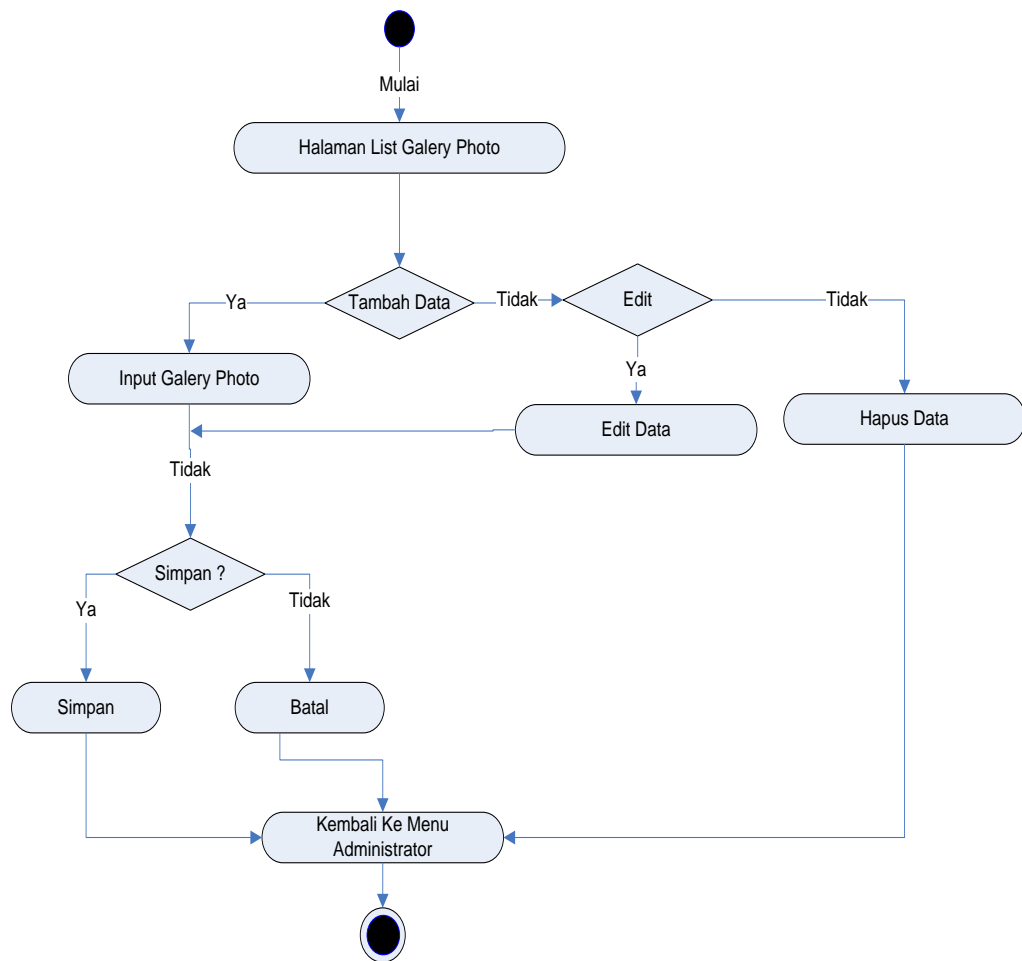 Mulai
Halaman List Galery Photo
Tambah Data
Ya
Tidak
Edit
Tidak
Ya
Input Galery Photo
Edit Data
Hapus Data
Tidak
Simpan ?
Ya
Tidak
Simpan
Batal
Kembali Ke Menu
Administrator